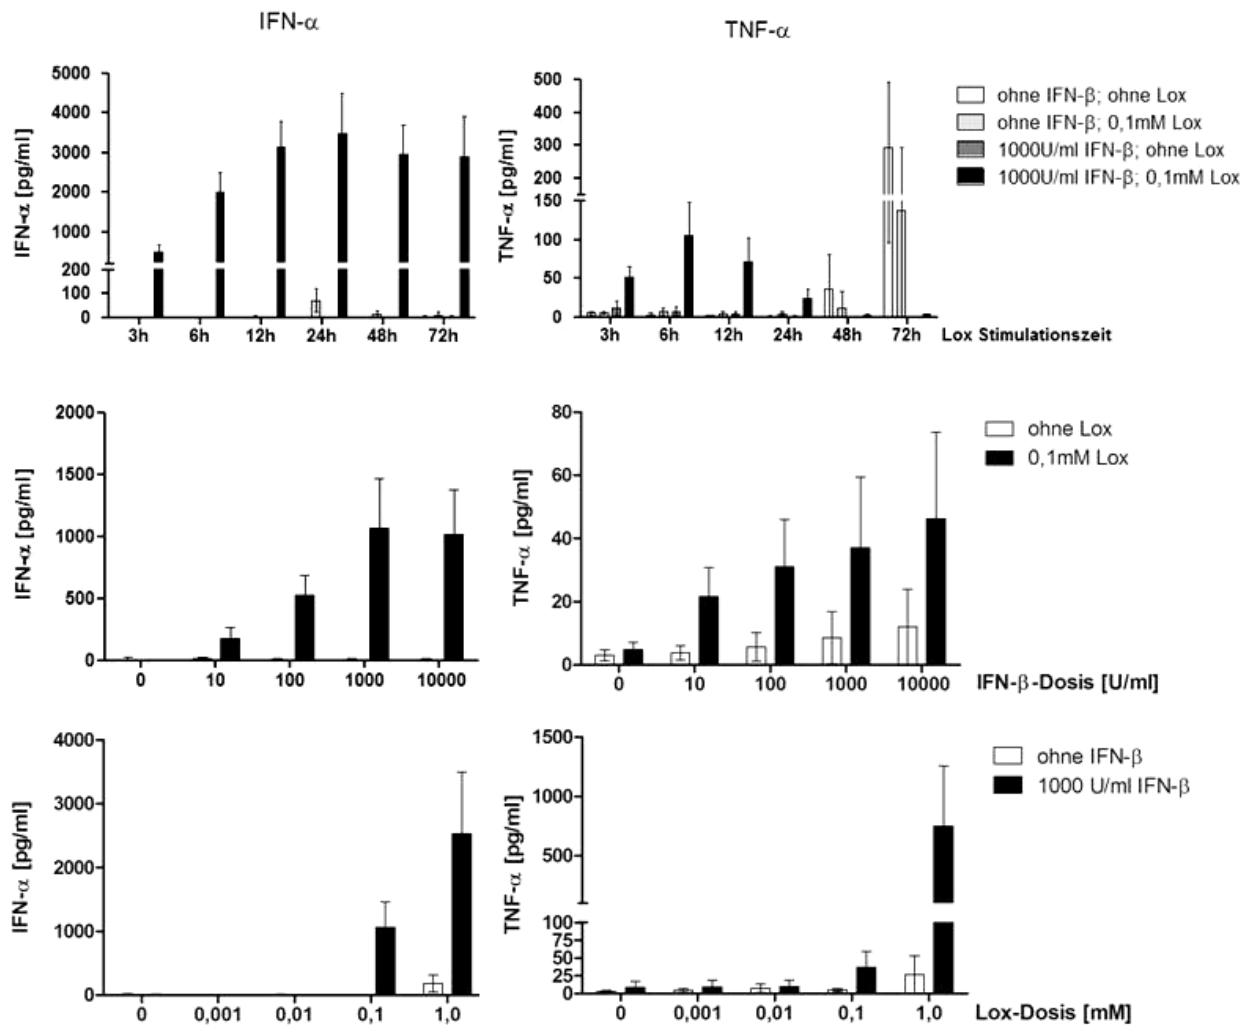 IFN-α
TNF-α
IFN-α [pg/ml]
5000
4000
3000
2000
1000
200
100
0
3h 6h 12h 24h 48h 72h
TNF-α [pg/ml]
500
400
300
200
150
100
50
0
3h 6h 12h 24h 48h 72h
Lox Stimulationszeit
ohne IFN-β; ohne Lox
ohne IFN-β; 0,1mM Lox
1000U/ml IFN-β; ohne Lox
1000U/ml IFN-β; 0,1mM Lox
IFN-α [pg/ml]
2000
1500
1000
500
0
0 10 100 1000 10000
TNF-α [pg/ml]
80
60
40
20
0
0 10 100 1000 10000
IFN-β-Dosis [U/ml]
ohne Lox
0,1mM Lox
IFN-α [pg/ml]
4000
3000
2000
1000
0
0 0,001 0,01 0,1 1,0
TNF-α [pg/ml]
1500
1000
500
100
75
50
25
0
0 0,001 0,01 0,1 1,0
Lox-Dosis [mM]
ohne IFN-β
1000 U/ml IFN-β